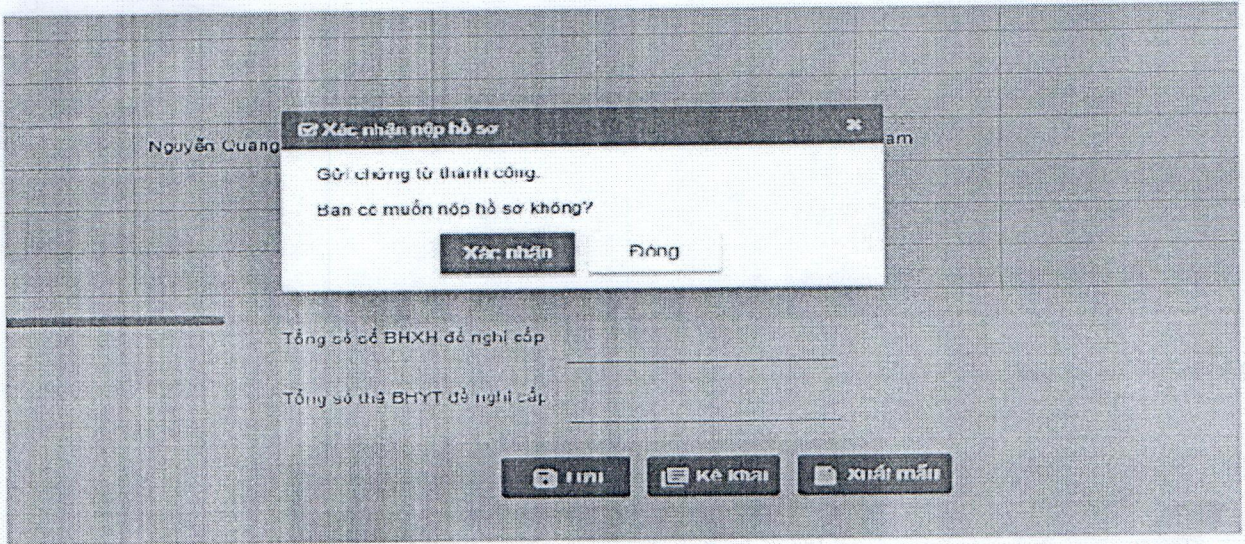 Xác nhận nộp hồ sơ
Nguyễn Quang
am
Gửi chứng từ thành công.
Bạn có muốn nộp hồ sơ không?
Xác nhận
Đóng
Tổng số sổ BHXH đề nghị cấp
Tổng số thẻ BHYT đề nghị cấp
Lưu
Kê khai
Xuất mẫu